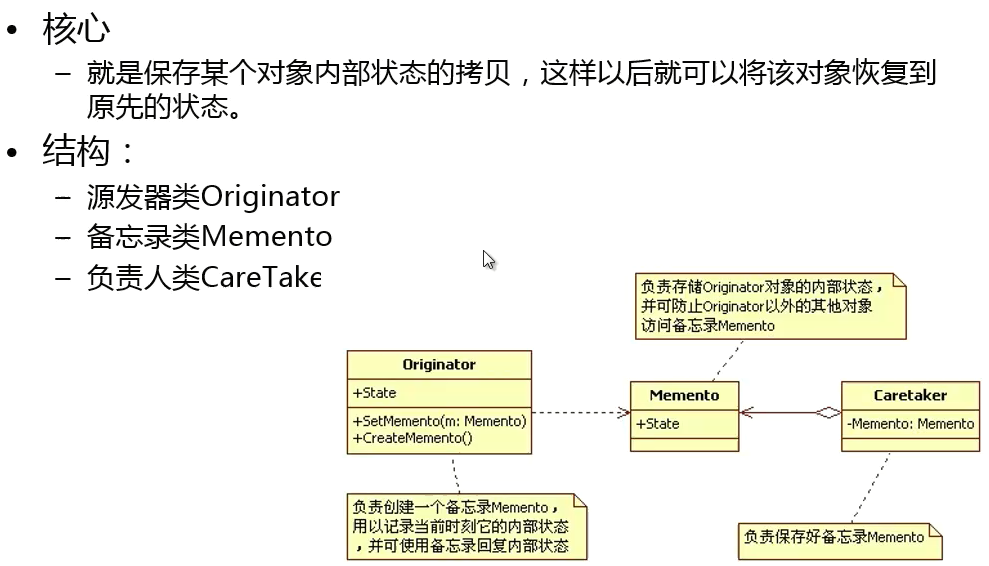 • 核心
– 就是保存某个对象内部状态的拷贝，这样以后就可以将该对象恢复到
原先的状态。
• 结构：
– 源发器类Originator
– 备忘录类Memento
– 负责人类CareTake
负责存储Originator对象的内部状态，
并可防止Originator以外的其他对象
访问备忘录Memento
Originator
+State
+SetMemento(m: Memento)
+CreateMemento()
Memento
+State
Caretaker
-Memento: Memento
负责创建一个备忘录Memento，
用以记录当前时刻它的内部状态
，并可使用备忘录回复内部状态
负责保存好备忘录Memento